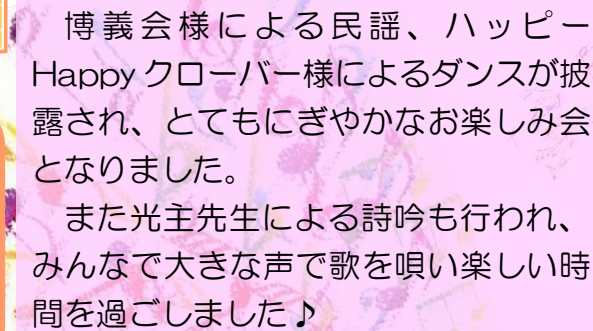 博義会様による民謡、ハッピー
Happyクローバー様によるダンスが披
露され、とてもにぎやかなお楽しみ会
となりました。
また光主先生による詩吟も行われ、
みんなで大きな声で歌を唄い楽しい時
間を過ごしました♪